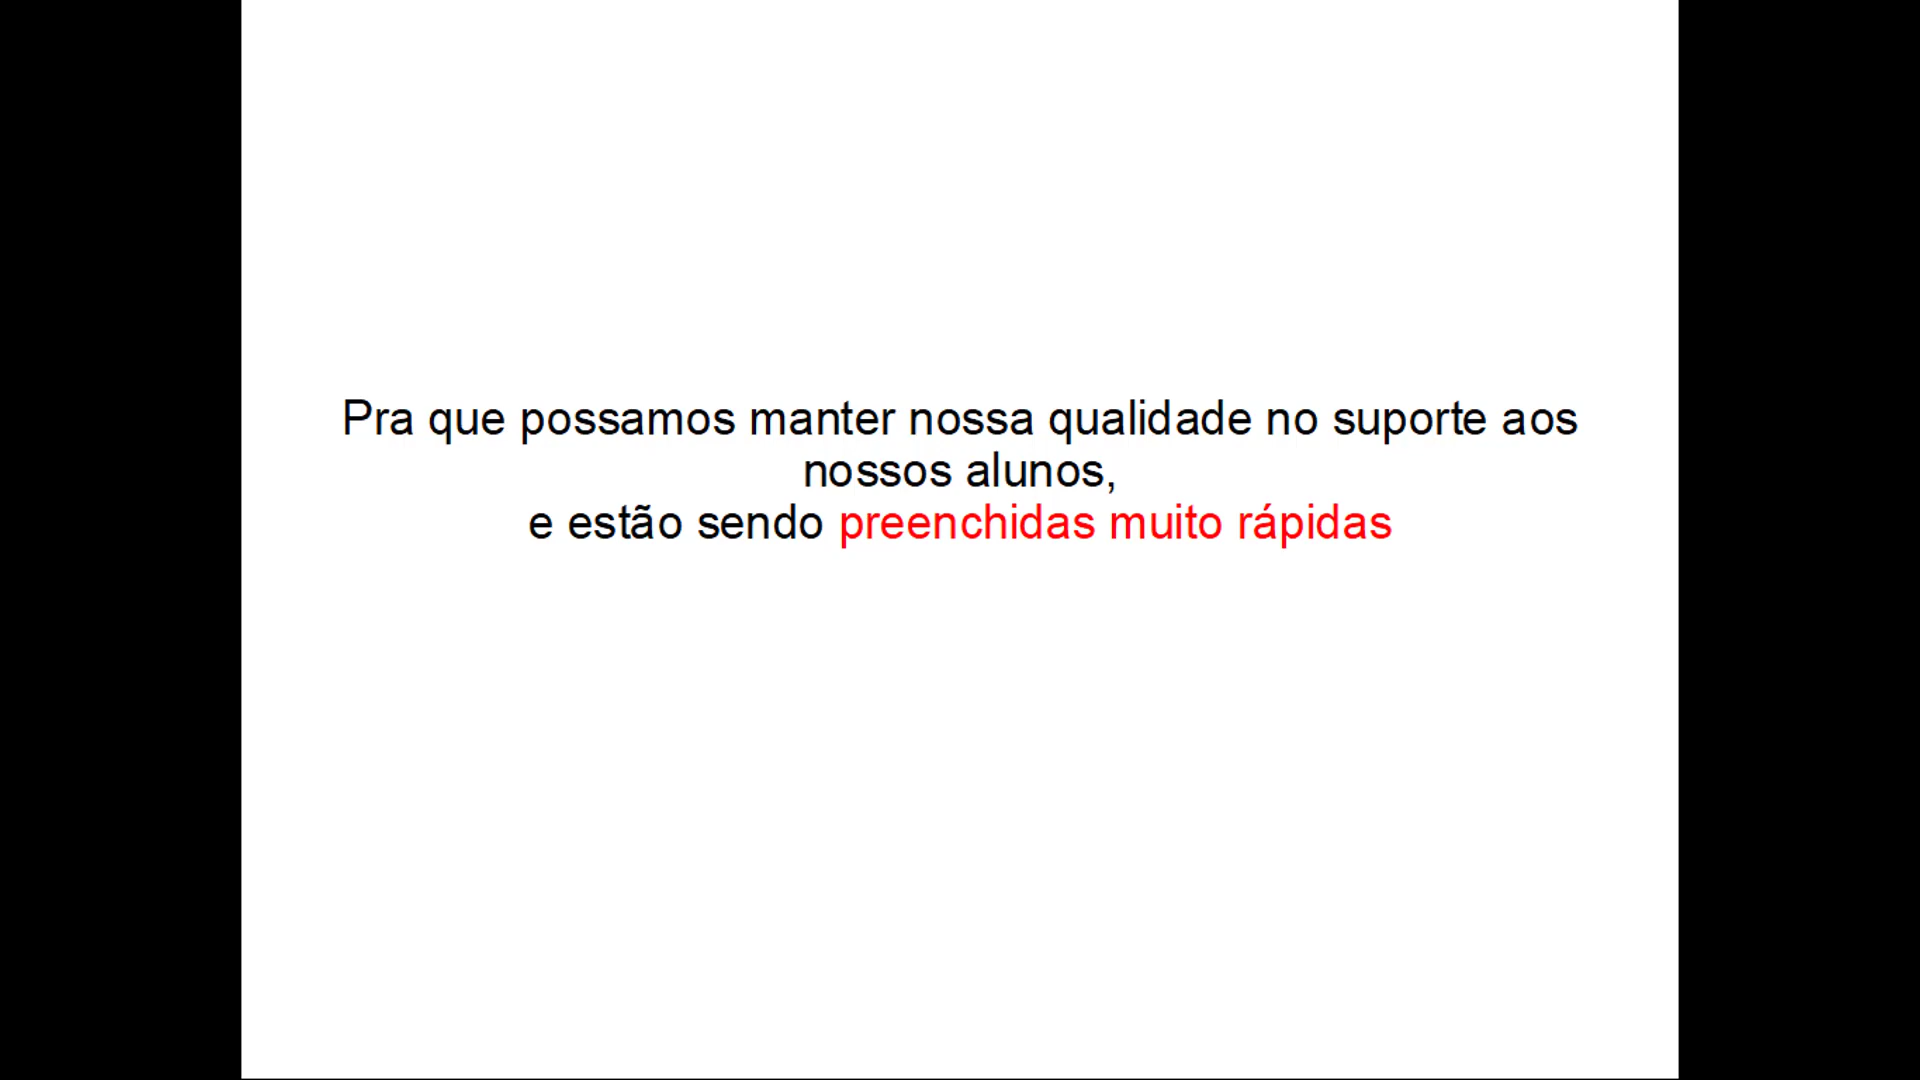 Pra que possamos manter nossa qualidade no suporte aos
nossos alunos,
e estão sendo preenchidas muito rápidas